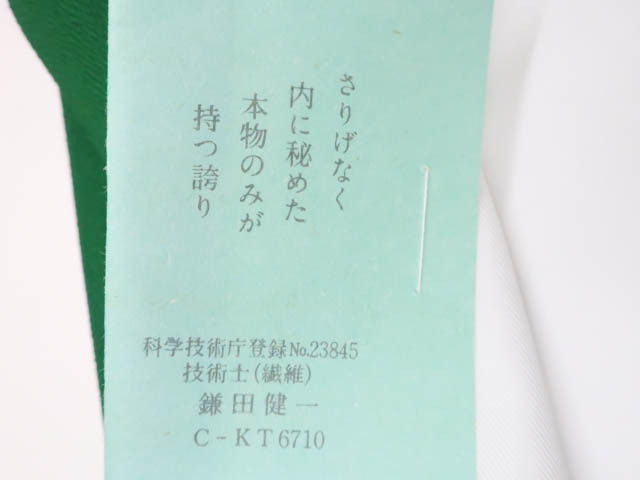 さりげなく
内に秘めた
本物のみが
持つ誇り
科学技術庁登録No.23845
技術士(繊維)
鎌田健一
C-KT6710